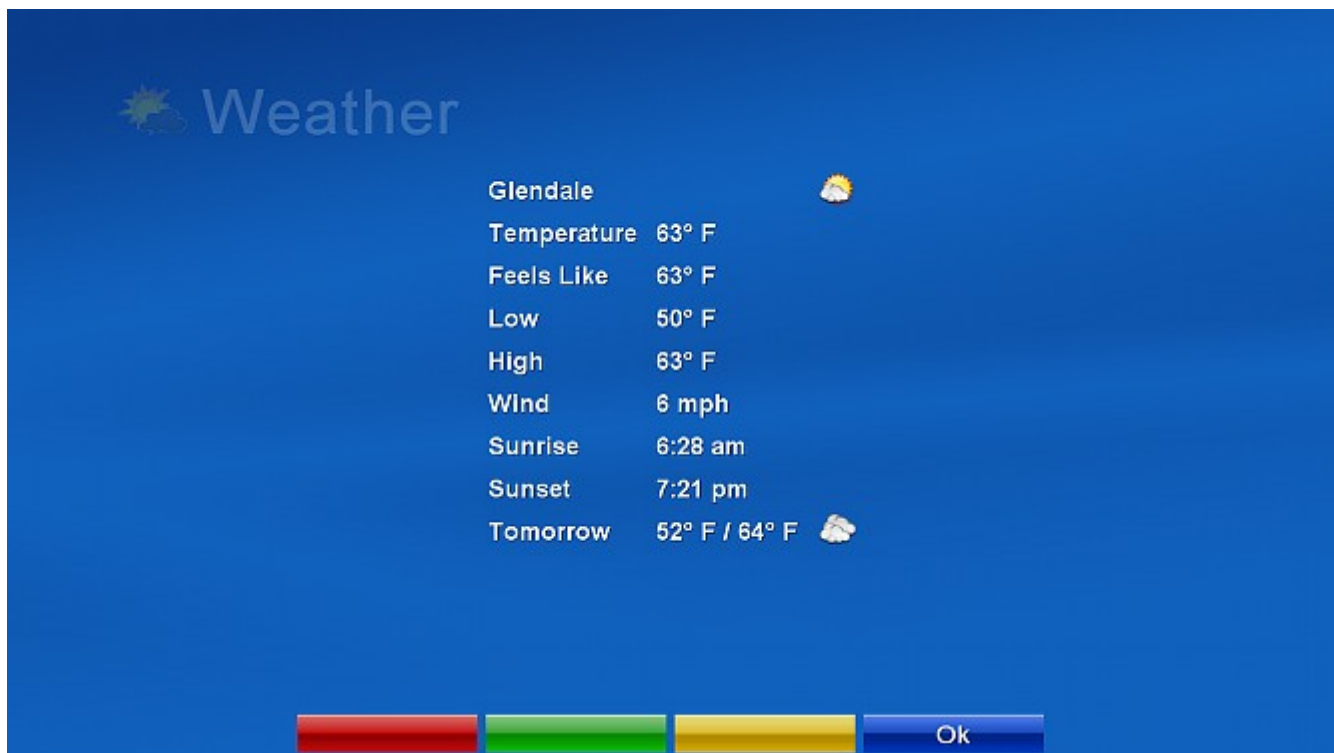 Weather
Glendale
Temperature 63° F
Feels Like 63° F
Low 50° F
High 63° F
Wind 6 mph
Sunrise 6:28 am
Sunset 7:21 pm
Tomorrow 52° F / 64° F
Ok